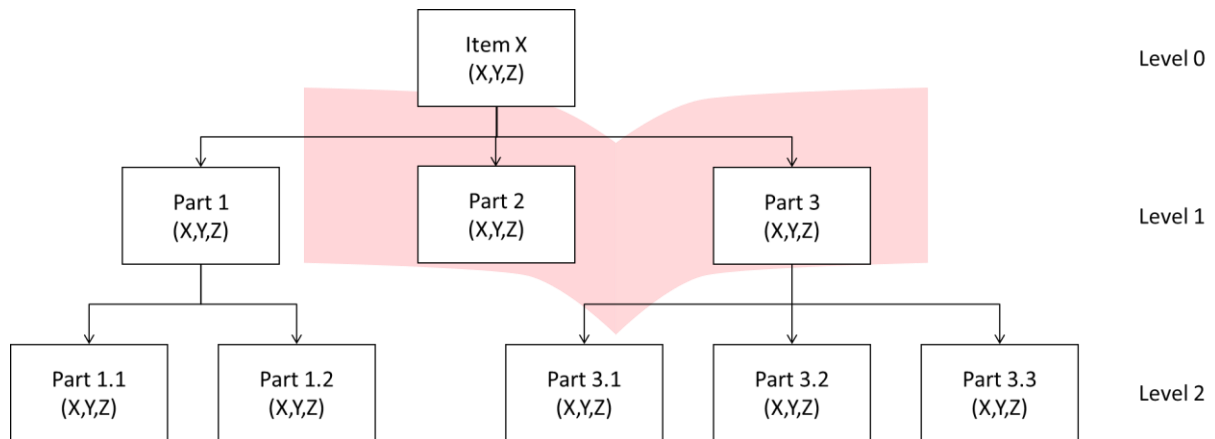 Item X
(X,Y,Z)
Level 0
Part 1
(X,Y,Z)
Part 2
(X,Y,Z)
Part 3
(X,Y,Z)
Level 1
Part 1.1
(X,Y,Z)
Part 1.2
(X,Y,Z)
Part 3.1
(X,Y,Z)
Part 3.2
(X,Y,Z)
Part 3.3
(X,Y,Z)
Level 2